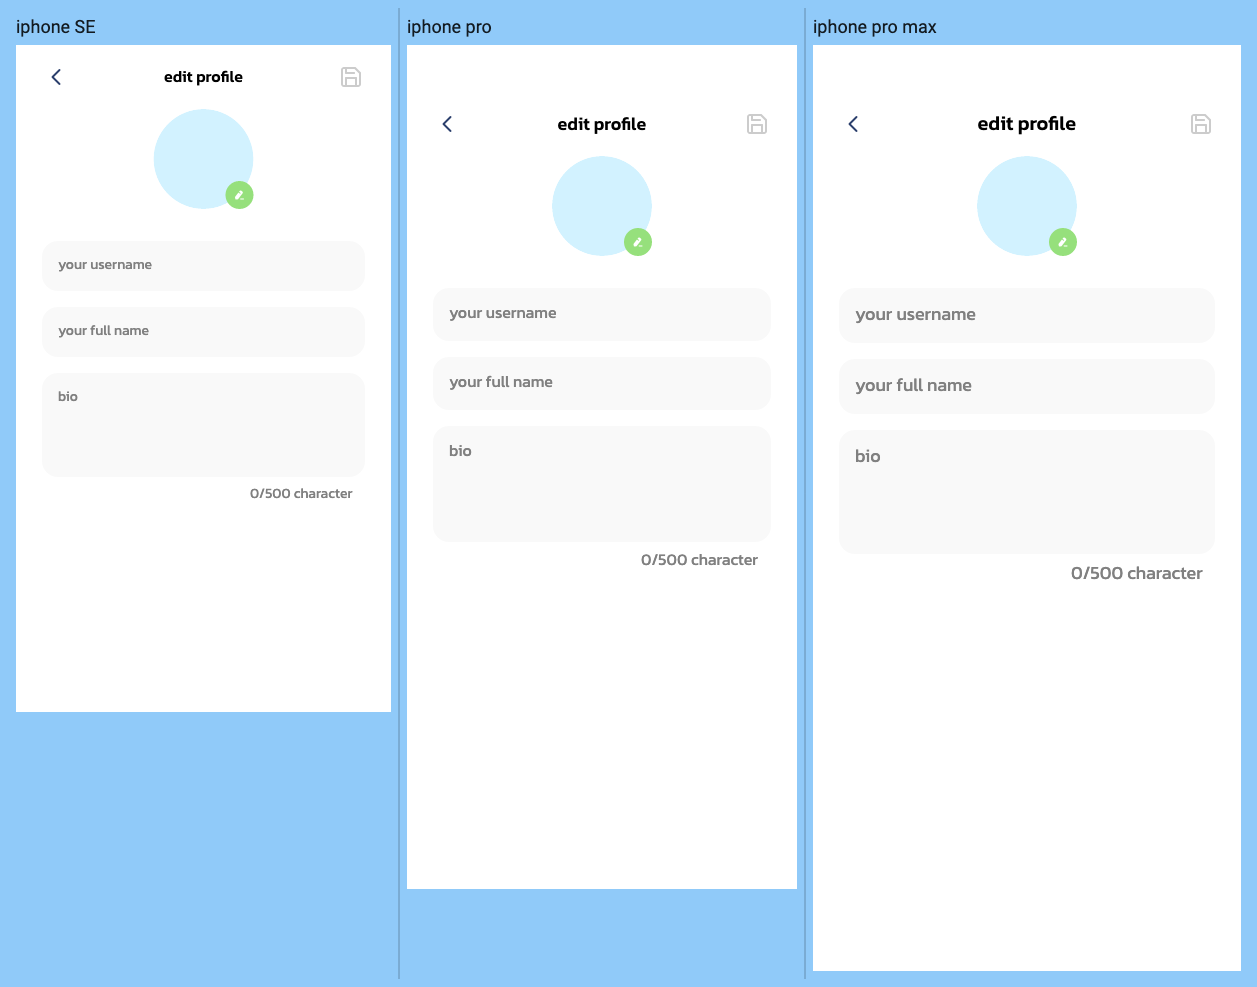 iphone SE
edit profile
your username
your full name
bio
0/500 character
iphone pro
edit profile
your username
your full name
bio
0/500 character
iphone pro max
edit profile
your username
your full name
bio
0/500 character